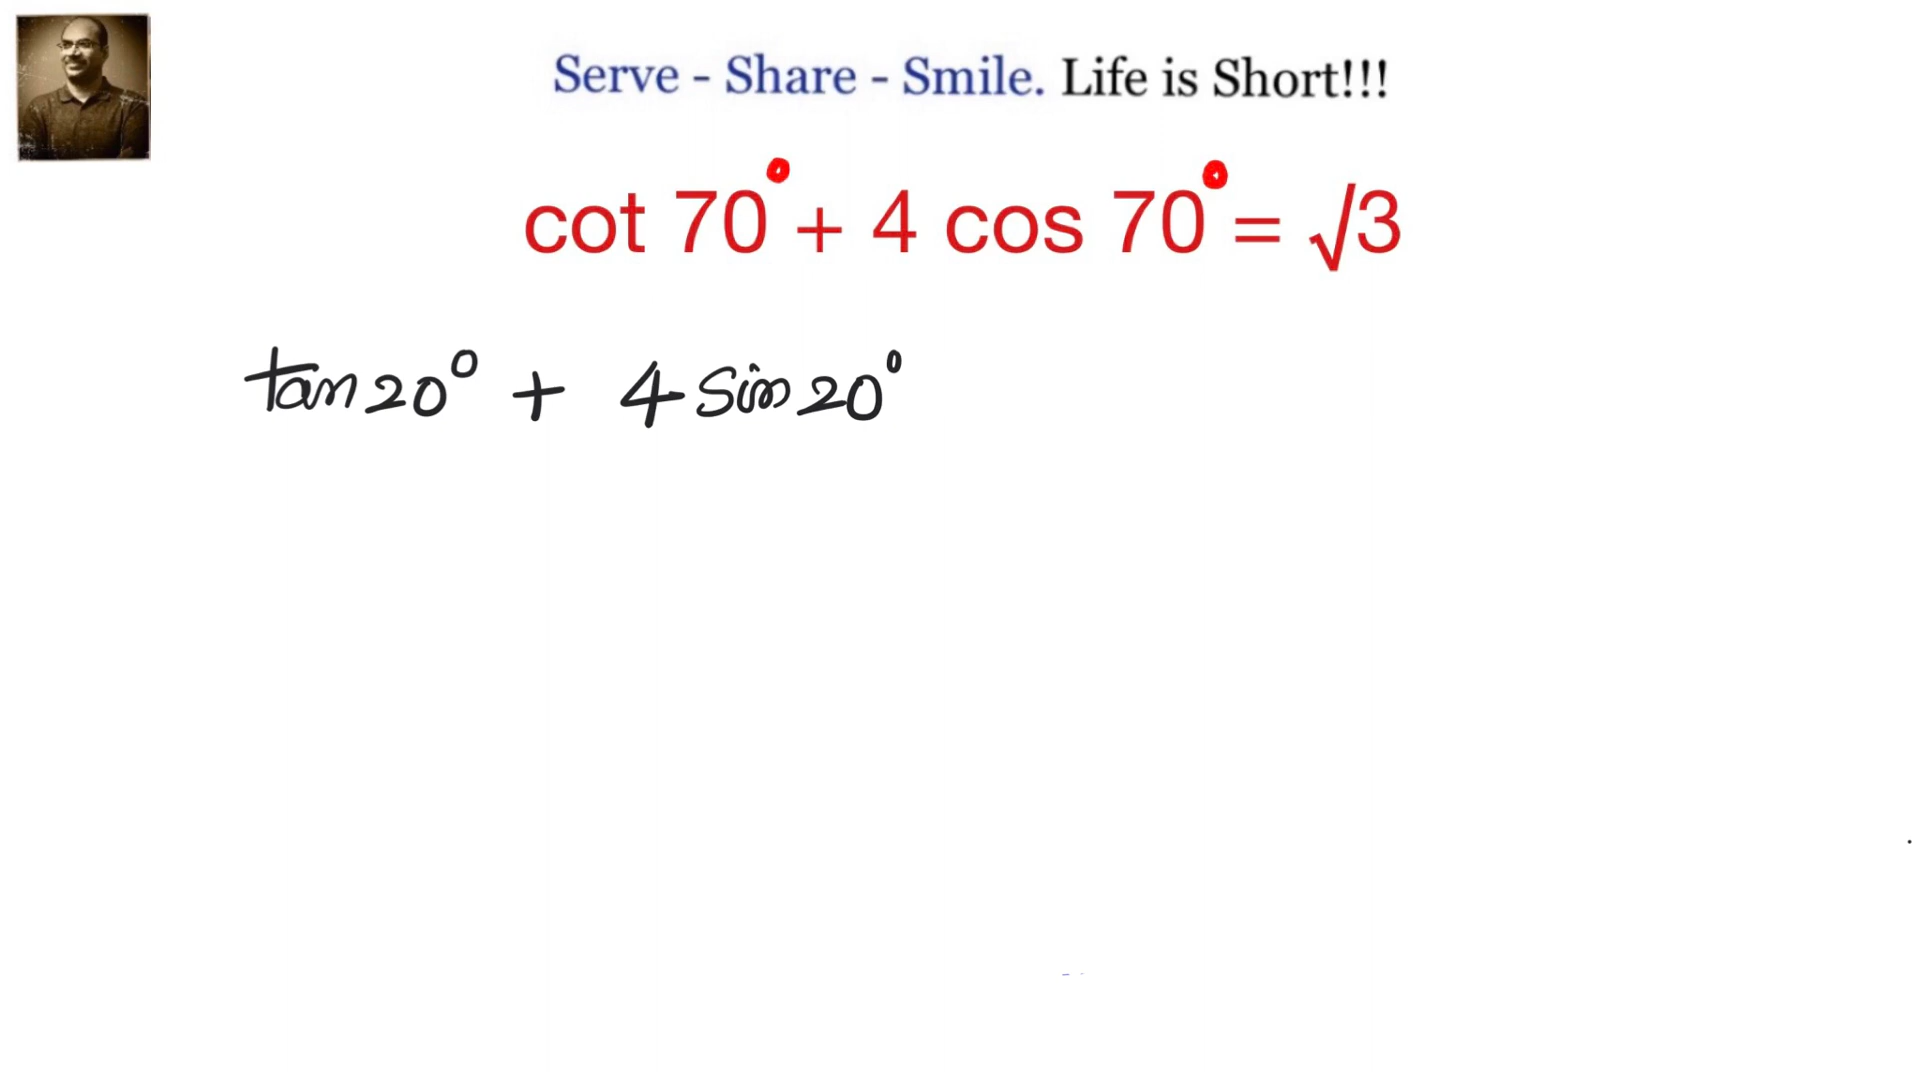 Serve - Share - Smile. Life is Short!!!
cot 70° + 4 cos 70° = √3
tan 20° + 4 sin 20°